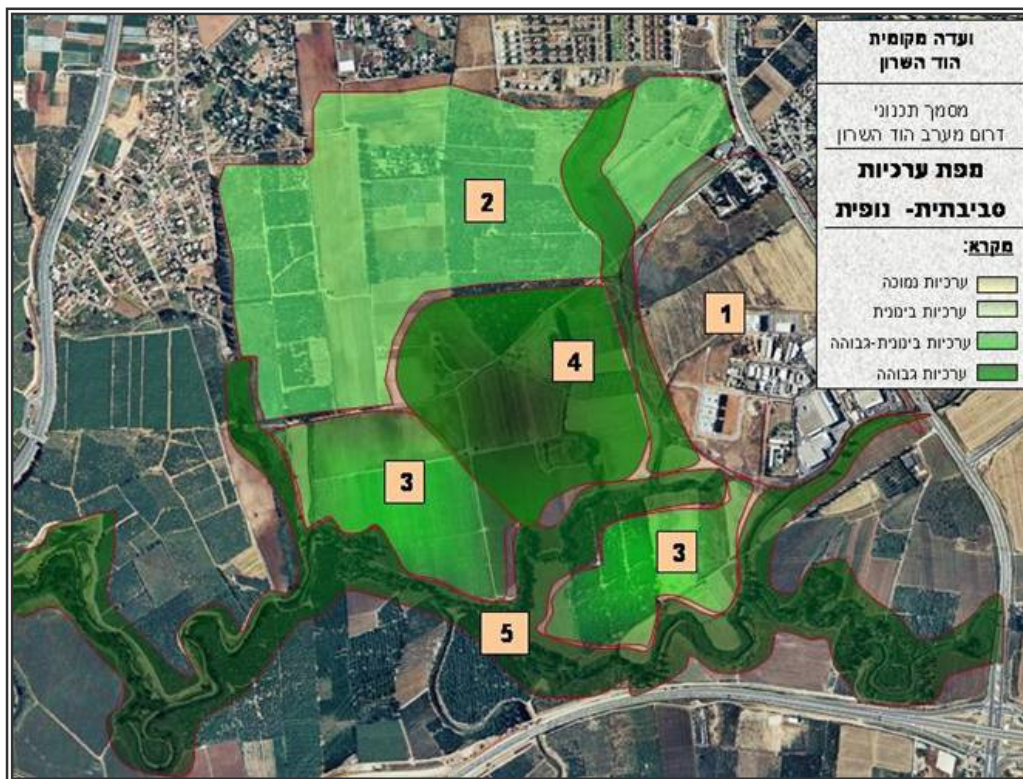 ועדה מקומית
הוד השרון
מסמך תכנוני
דרום מערב הוד השרון
מפת ערכיות
סביבתית- נופית
מקרא:
ערכיות נמוכה
ערכיות בינונית
ערכיות בינונית-גבוהה
ערכיות גבוהה
2
1
4
3
3
5